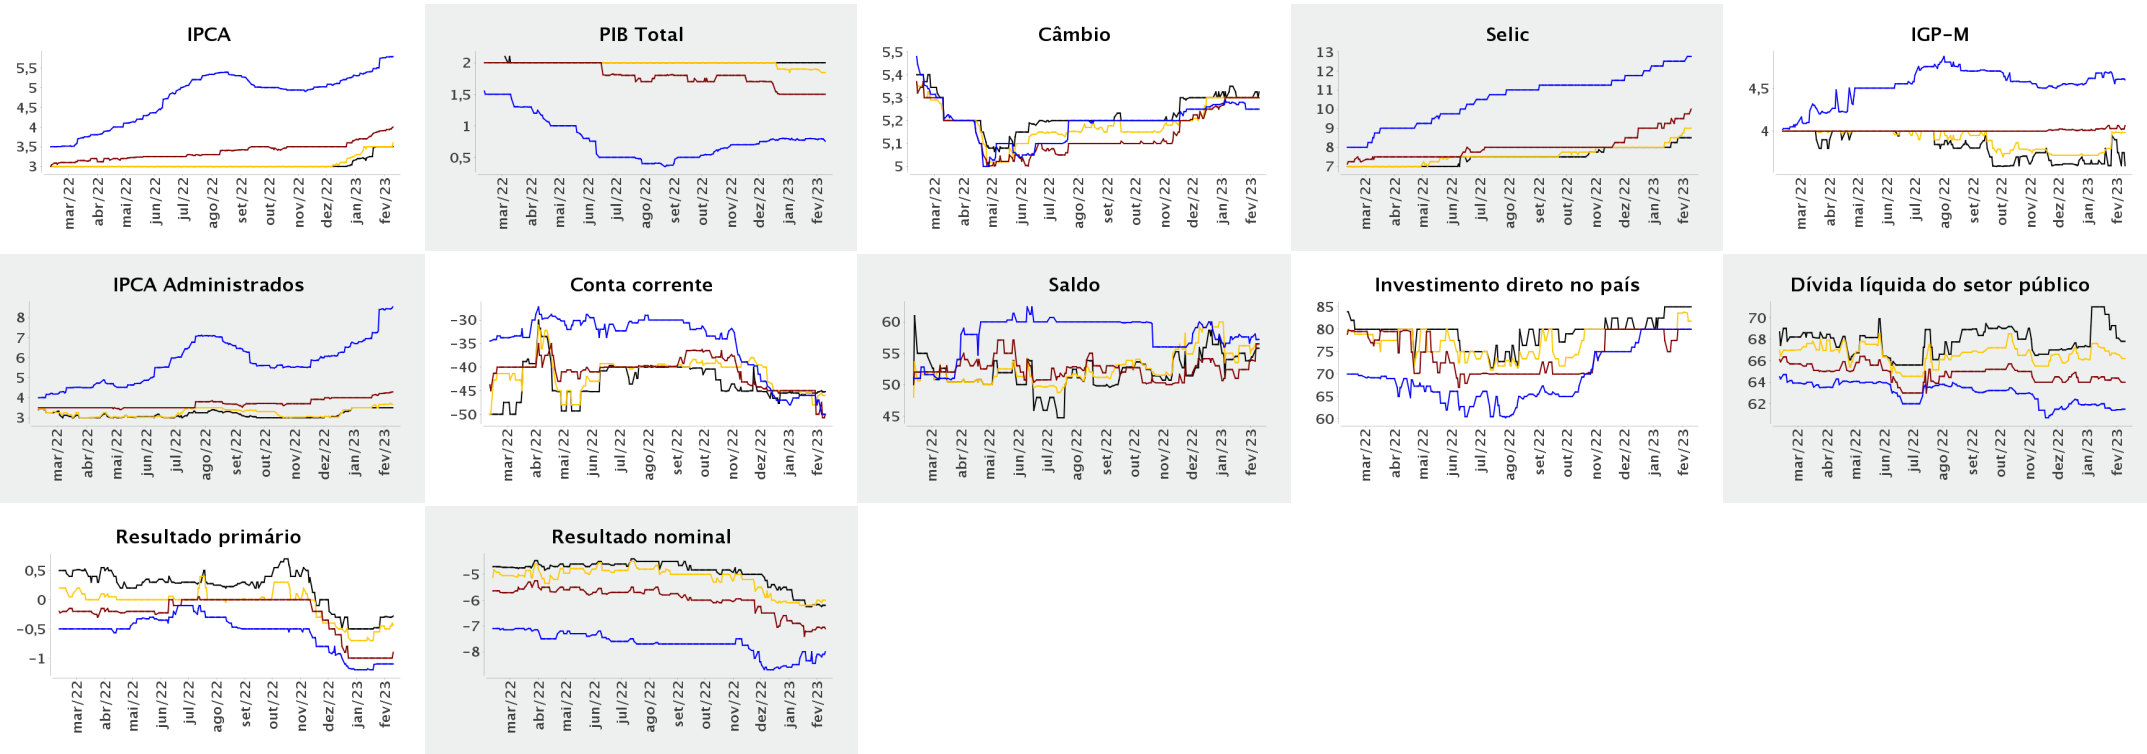 IPCA
5,5
5
4,5
4
3,5
3
mar/22 abr/22 mai/22 jun/22 jul/22 ago/22 set/22 out/22 nov/22 dez/22 jan/23 fev/23
PIB Total
2
1,5
1
0,5
mar/22 abr/22 mai/22 jun/22 jul/22 ago/22 set/22 out/22 nov/22 dez/22 jan/23 fev/23
Câmbio
5,5
5,4
5,3
5,2
5,1
5
mar/22 abr/22 mai/22 jun/22 jul/22 ago/22 set/22 out/22 nov/22 dez/22 jan/23 fev/23
Selic
13
12
11
10
9
8
7
mar/22 abr/22 mai/22 jun/22 jul/22 ago/22 set/22 out/22 nov/22 dez/22 jan/23 fev/23
IGP-M
4,5
4
mar/22 abr/22 mai/22 jun/22 jul/22 ago/22 set/22 out/22 nov/22 dez/22 jan/23 fev/23
IPCA Administrados
8
7
6
5
4
3
mar/22 abr/22 mai/22 jun/22 jul/22 ago/22 set/22 out/22 nov/22 dez/22 jan/23 fev/23
Conta corrente
-30
-35
-40
-45
-50
mar/22 abr/22 mai/22 jun/22 jul/22 ago/22 set/22 out/22 nov/22 dez/22 jan/23 fev/23
Saldo
60
55
50
45
mar/22 abr/22 mai/22 jun/22 jul/22 ago/22 set/22 out/22 nov/22 dez/22 jan/23 fev/23
Investimento direto no país
85
80
75
70
65
60
mar/22 abr/22 mai/22 jun/22 jul/22 ago/22 set/22 out/22 nov/22 dez/22 jan/23 fev/23
Dívida líquida do setor público
70
68
66
64
62
mar/22 abr/22 mai/22 jun/22 jul/22 ago/22 set/22 out/22 nov/22 dez/22 jan/23 fev/23
Resultado primário
0,5
0
-0,5
-1
mar/22 abr/22 mai/22 jun/22 jul/22 ago/22 set/22 out/22 nov/22 dez/22 jan/23 fev/23
Resultado nominal
-5
-6
-7
-8
mar/22 abr/22 mai/22 jun/22 jul/22 ago/22 set/22 out/22 nov/22 dez/22 jan/23 fev/23